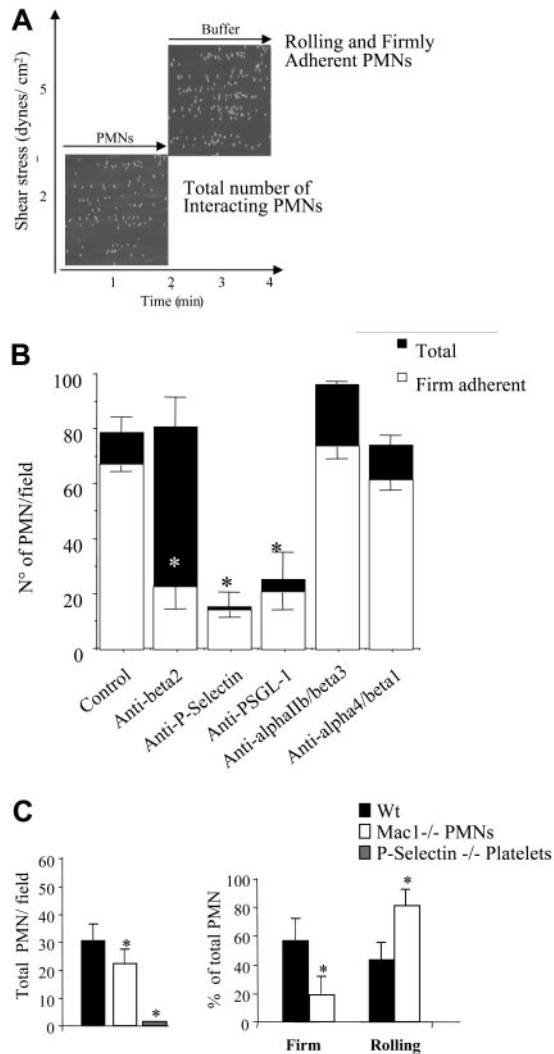 A
Buffer
Rolling and Firmly
Adherent PMNs
Shear stress (dynes/ cm²)
5
–
2
PMNs
Total number of
Interacting PMNs
1
2
3
4
Time (min)
B
Total
Firm adherent
N° of PMN/field
100
80
60
40
20
0
*
*
*
Control
Anti-beta2
Anti-P-Selectin
Anti-PSGL-1
Anti-alphaIIb/beta3
Anti-alpha4/beta1
C
Wt
Mac1-/- PMNs
P-Selectin -/- Platelets
Total PMN/ field
60
50
40
30
20
10
0
*
*
% of total PMN
100
80
60
40
20
0
*
*
Firm
Rolling